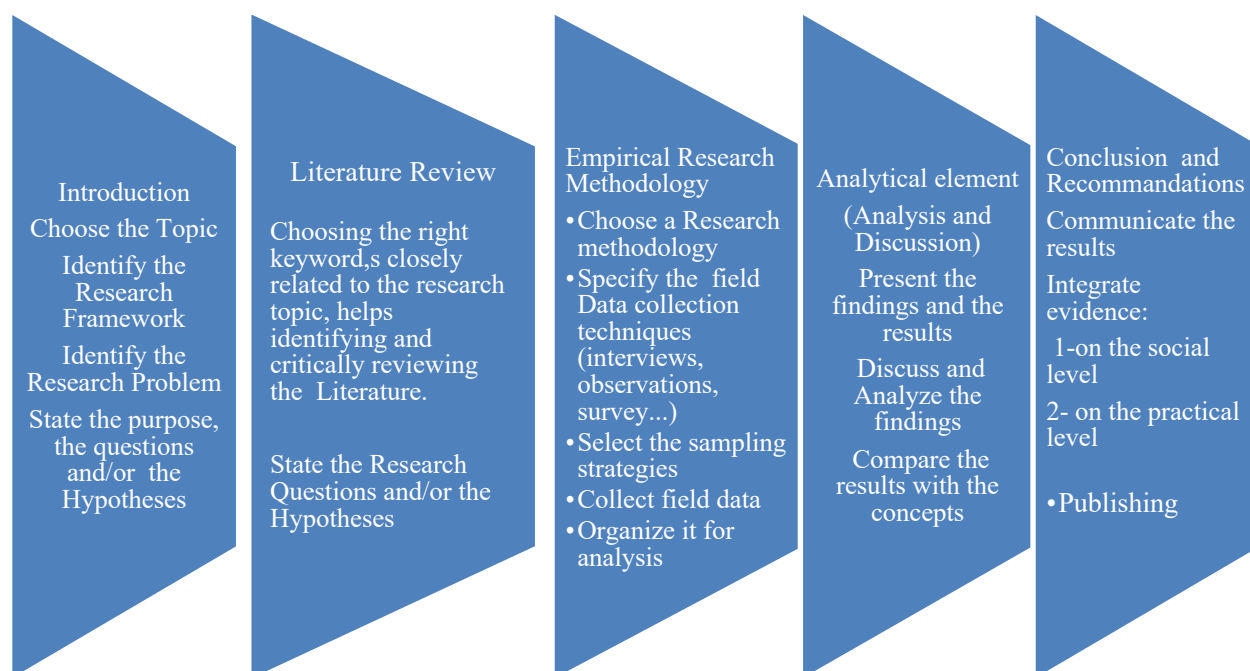 Introduction
Choose the Topic
Identify the
Research
Framework
Identify the
Research Problem
State the purpose,
the questions
and/or the
Hypotheses
Literature Review
Choosing the right
keyword,s closely
related to the research
topic, helps
identifying and
critically reviewing
the Literature.
State the Research
Questions and/or the
Hypotheses
Empirical Research
Methodology
•Choose a Research
methodology
•Specify the field
Data collection
techniques
(interviews,
observations,
survey...)
•Select the sampling
strategies
•Collect field data
•Organize it for
analysis
Analytical element
(Analysis and
Discussion)
Present the
findings and the
results
Discuss and
Analyze the
findings
Compare the
results with the
concepts
Conclusion and
Recommandations
Communicate the
results
Integrate
evidence:
1-on the social
level
2- on the practical
level
•Publishing